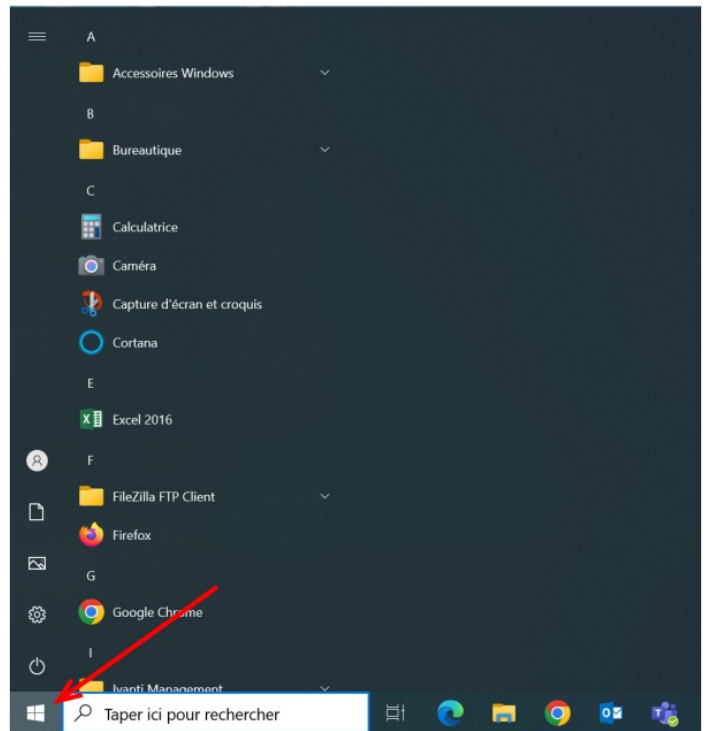 A
Accessoires Windows
B
Bureautique
C
Calculatrice
Caméra
Capture d'écran et croquis
Cortana
E
Excel 2016
F
FileZilla FTP Client
Firefox
G
Google Chrome
I
Ivanti Management
Taper ici pour rechercher